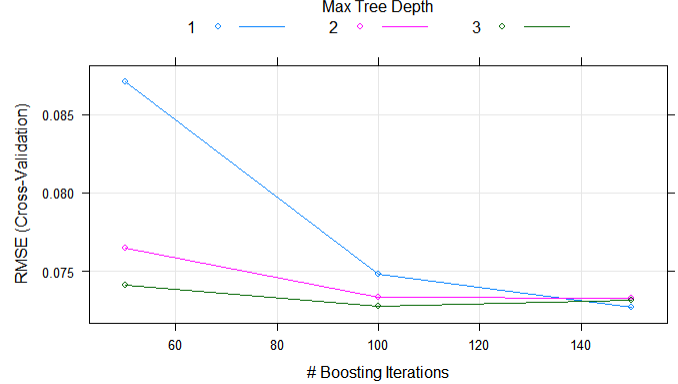 Max Tree Depth
1 2 3
0.085
0.080
0.075
RMSE (Cross-Validation)
60 80 100 120 140
# Boosting Iterations